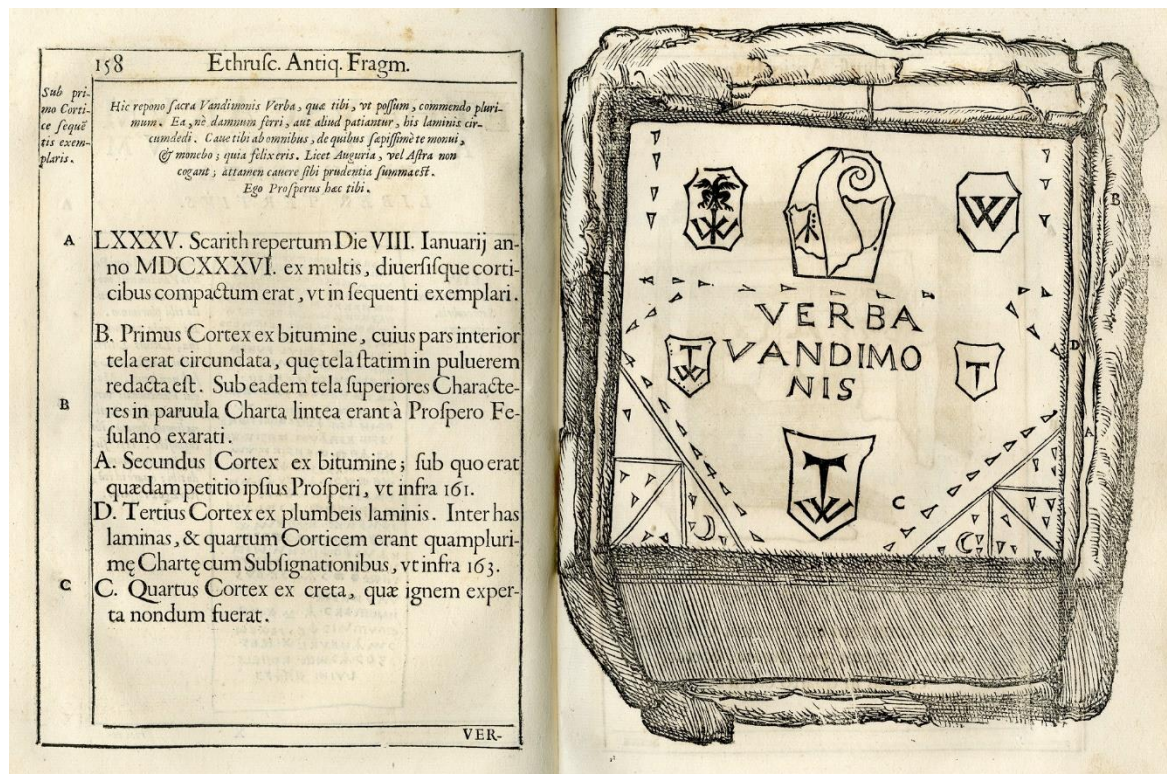 158 Ethrusc. Antiq. Fragm.
Sub pri-
mo Corti-
ce sequē
tis exem-
plaris.
Hic repono sacra Vandimonis Verba, quæ tibi, vt possum, commendo pluri-
mum. Ea, nè damnum ferri, aut aliud patiantur, his laminis cir-
cumdedi. Caue tibi ab omnibus, de quibus sæpissimè te monui,
& monebo; quia felix eris. Licet Auguria, vel Astra non
cogant; attamen cauere sibi prudentia summa est.
Ego Prosperus hæc tibi.
A LXXXV. Scarith repertum Die VIII. Ianuarij an-
no MDCXXXVI. ex multis, diuersisque corti-
cibus compactum erat, vt in sequenti exemplari.
B. Primus Cortex ex bitumine, cuius pars interior
tela erat circundata, quę tela statim in puluerem
redacta est. Sub eadem tela superiores Characte-
B res in paruula Charta lintea erant à Prospero Fe-
sulano exarati.
A. Secundus Cortex ex bitumine; sub quo erat
quædam petitio ipsius Prosperi, vt infra 161.
D. Tertius Cortex ex plumbeis laminis. Inter has
laminas, & quartum Corticem erant quampluri-
mę Chartę cum Subsignationibus, vt infra 163.
C C. Quartus Cortex ex creta, quæ ignem exper-
ta nondum fuerat.
VER-
W
B
VERBA
VANDIMO
NIS
T
W
T
D
A
T
W
C